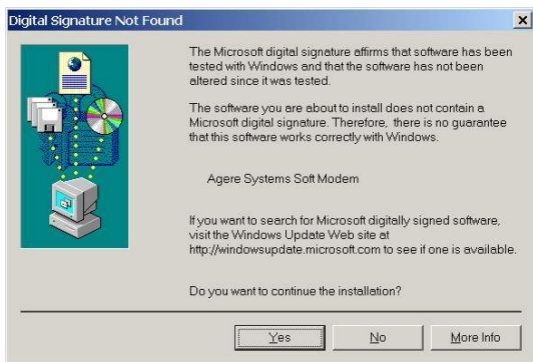 Digital Signature Not Found
The Microsoft digital signature affirms that software has been
tested with Windows and that the software has not been
altered since it was tested.
The software you are about to install does not contain a
Microsoft digital signature. Therefore, there is no guarantee
that this software works correctly with Windows.
Agere Systems Soft Modem
If you want to search for Microsoft digitally signed software,
visit the Windows Update Web site at
http://windowsupdate.microsoft.com to see if one is available.
Do you want to continue the installation?
Yes
No
More Info